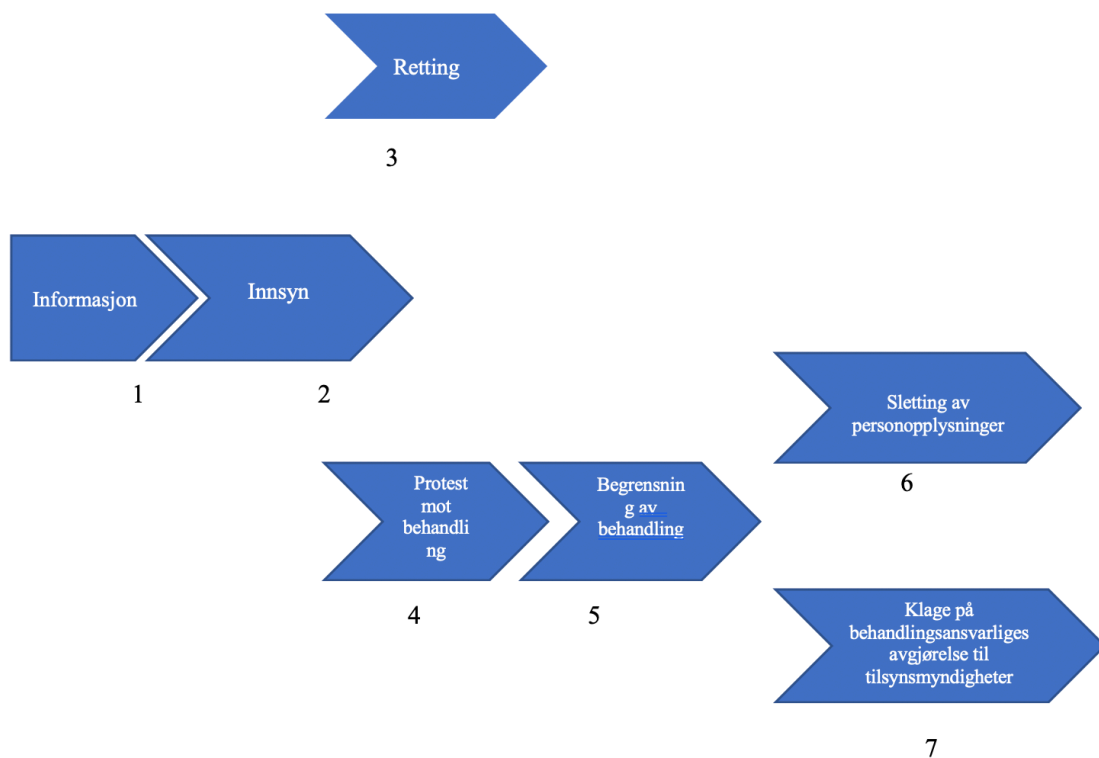 Retting
3
Informasjon
Innsyn
1
2
Sletting av
personopplysninger
6
Protest
mot
behandli
ng
4
Begrensnin
g av
behandling
5
Klage på
behandlingsansvarliges
avgjørelse til
tilsynsmyndigheter
7